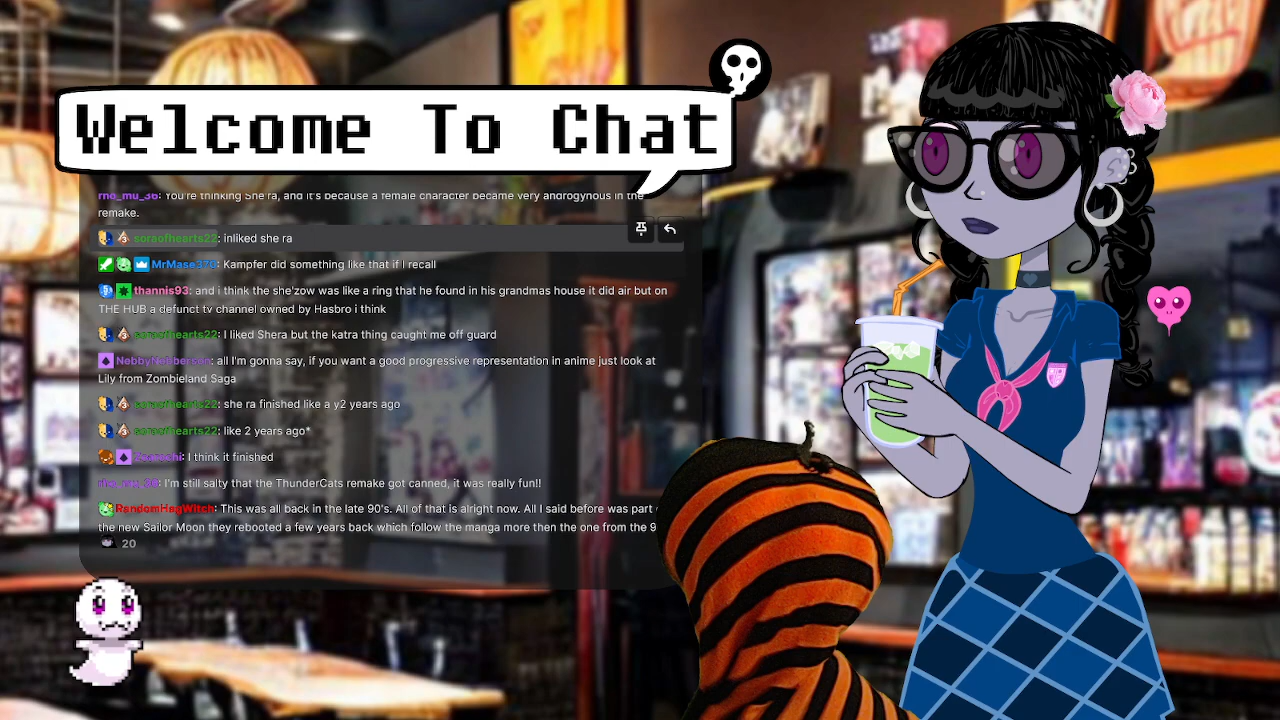 Welcome To Chat
rho_mu_36: You're thinking She'ra, and it's because a female character became very androgynous in the
remake.
soraofhearts22: inliked she ra
MrMase370: Kampfer did something like that if I recall
thannis93: and i think the she'zow was like a ring that he found in his grandmas house it did air but on
THE HUB a defunct tv channel owned by Hasbro i think
soraofhearts22: I liked Shera but the katra thing caught me off guard
all I'm gonna say, if you want a good progressive representation in anime just look at
Lily from Zombieland Saga
soraofhearts22: she ra finished like a y2 years ago
soraofhearts22: like 2 years ago*
I think it finished
I'm still salty that the ThunderCats remake got canned, it was really fun!!
RandomHagWitch: This was all back in the late 90's. All of that is alright now. All I said before was part
the new Sailor Moon they rebooted a few years back which follow the manga more then the one from the 9
20